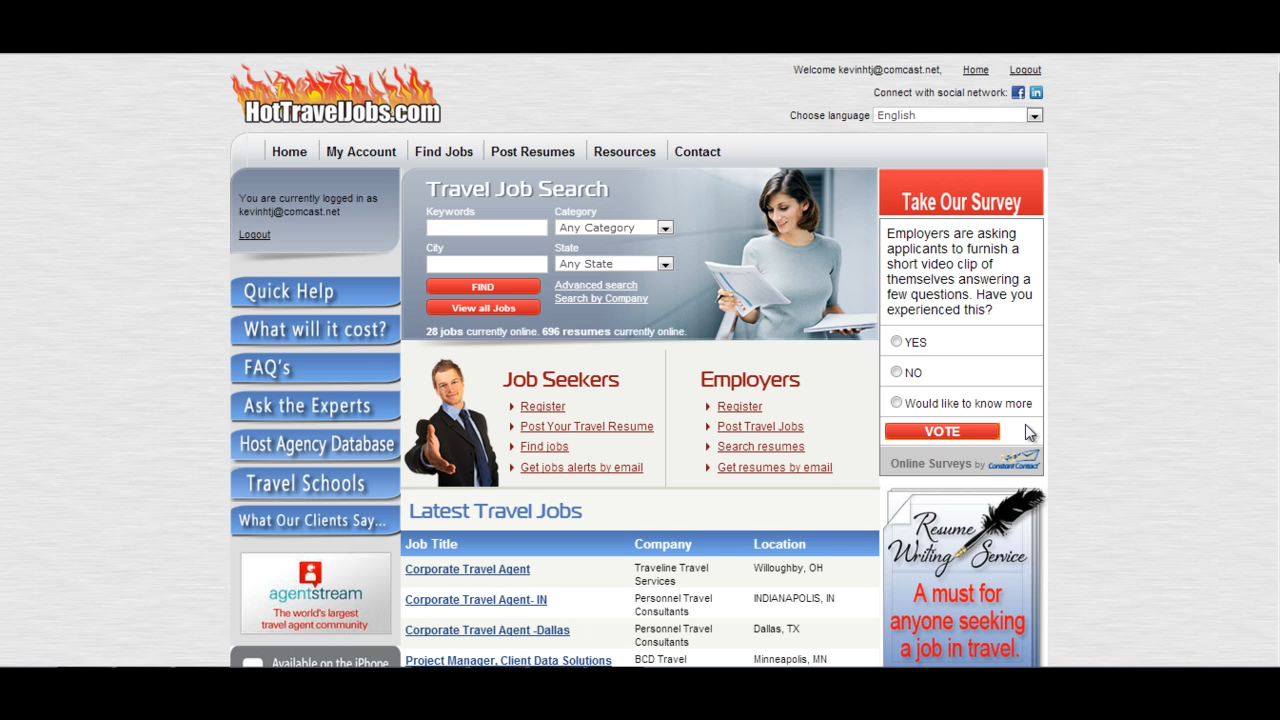 HotTravelJobs.com
Welcome kevinhtj@comcast.net, Home Logout
Connect with social network:
Choose language English
Home My Account Find Jobs Post Resumes Resources Contact
You are currently logged in as
kevinhtj@comcast.net
Logout
Quick Help
What will it cost?
FAQ's
Ask the Experts
Host Agency Database
Travel Schools
What Our Clients Say...
agentstream
The world's largest
travel agent community
Available on the iPhone
Travel Job Search
Keywords Category
Any Category
City State
Any State
FIND Advanced search
Search by Company
View all Jobs
28 jobs currently online. 696 resumes currently online.
Job Seekers
Register
Post Your Travel Resume
Find jobs
Get jobs alerts by email
Employers
Register
Post Travel Jobs
Search resumes
Get resumes by email
Latest Travel Jobs
Job Title Company Location
Corporate Travel Agent Traveline Travel Services Willoughby, OH
Corporate Travel Agent- IN Personnel Travel Consultants INDIANAPOLIS, IN
Corporate Travel Agent -Dallas Personnel Travel Consultants Dallas, TX
Project Manager, Client Data Solutions BCD Travel Minneapolis, MN
Take Our Survey
Employers are asking
applicants to furnish a
short video clip of
themselves answering a
few questions. Have you
experienced this?
YES
NO
Would like to know more
VOTE
Online Surveys by Constant Contact
Resume
Writing Service
A must for
anyone seeking
a job in travel.